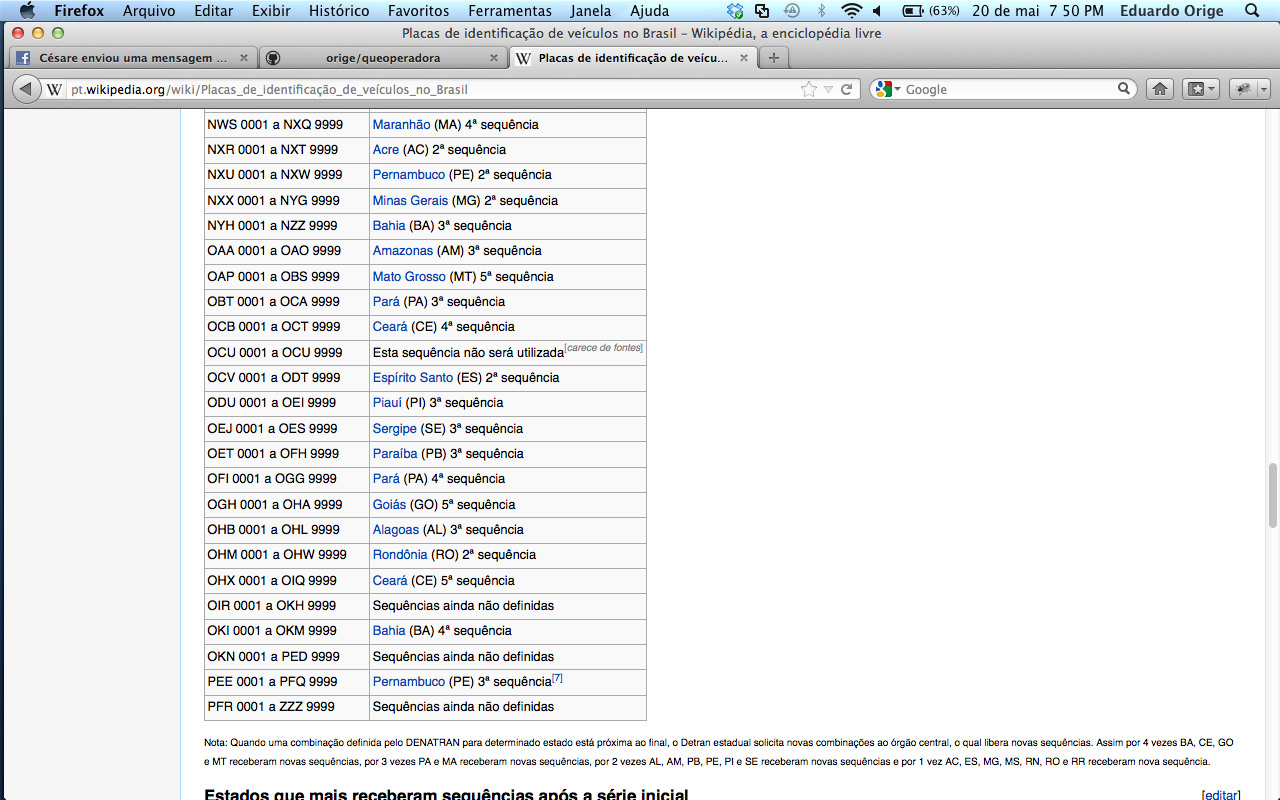 Firefox Arquivo Editar Exibir Histórico Favoritos Ferramentas Janela Ajuda (63%) 20 de mai 7 50 PM Eduardo Orige
Placas de identificação de veículos no Brasil – Wikipédia, a enciclopédia livre
Césare enviou uma mensagem ... orige/queoperadora Placas de identificação de veícu...
pt.wikipedia.org/wiki/Placas_de_identificação_de_veículos_no_Brasil Google
NWS 0001 a NXQ 9999 Maranhão (MA) 4ª sequência
NXR 0001 a NXT 9999 Acre (AC) 2ª sequência
NXU 0001 a NXW 9999 Pernambuco (PE) 2ª sequência
NXX 0001 a NYG 9999 Minas Gerais (MG) 2ª sequência
NYH 0001 a NZZ 9999 Bahia (BA) 3ª sequência
OAA 0001 a OAO 9999 Amazonas (AM) 3ª sequência
OAP 0001 a OBS 9999 Mato Grosso (MT) 5ª sequência
OBT 0001 a OCA 9999 Pará (PA) 3ª sequência
OCB 0001 a OCT 9999 Ceará (CE) 4ª sequência
OCU 0001 a OCU 9999 Esta sequência não será utilizada[carece de fontes]
OCV 0001 a ODT 9999 Espírito Santo (ES) 2ª sequência
ODU 0001 a OEI 9999 Piauí (PI) 3ª sequência
OEJ 0001 a OES 9999 Sergipe (SE) 3ª sequência
OET 0001 a OFH 9999 Paraíba (PB) 3ª sequência
OFI 0001 a OGG 9999 Pará (PA) 4ª sequência
OGH 0001 a OHA 9999 Goiás (GO) 5ª sequência
OHB 0001 a OHL 9999 Alagoas (AL) 3ª sequência
OHM 0001 a OHW 9999 Rondônia (RO) 2ª sequência
OHX 0001 a OIQ 9999 Ceará (CE) 5ª sequência
OIR 0001 a OKH 9999 Sequências ainda não definidas
OKI 0001 a OKM 9999 Bahia (BA) 4ª sequência
OKN 0001 a PED 9999 Sequências ainda não definidas
PEE 0001 a PFQ 9999 Pernambuco (PE) 3ª sequência[7]
PFR 0001 a ZZZ 9999 Sequências ainda não definidas
Nota: Quando uma combinação definida pelo DENATRAN para determinado estado está próxima ao final, o Detran estadual solicita novas combinações ao órgão central, o qual libera novas sequências. Assim por 4 vezes BA, CE, GO
e MT receberam novas sequências, por 3 vezes PA e MA receberam novas sequências, por 2 vezes AL, AM, PB, PE, PI e SE receberam novas sequências e por 1 vez AC, ES, MG, MS, RN, RO e RR receberam nova sequência.
Estados que mais receberam sequências após a série inicial [editar]